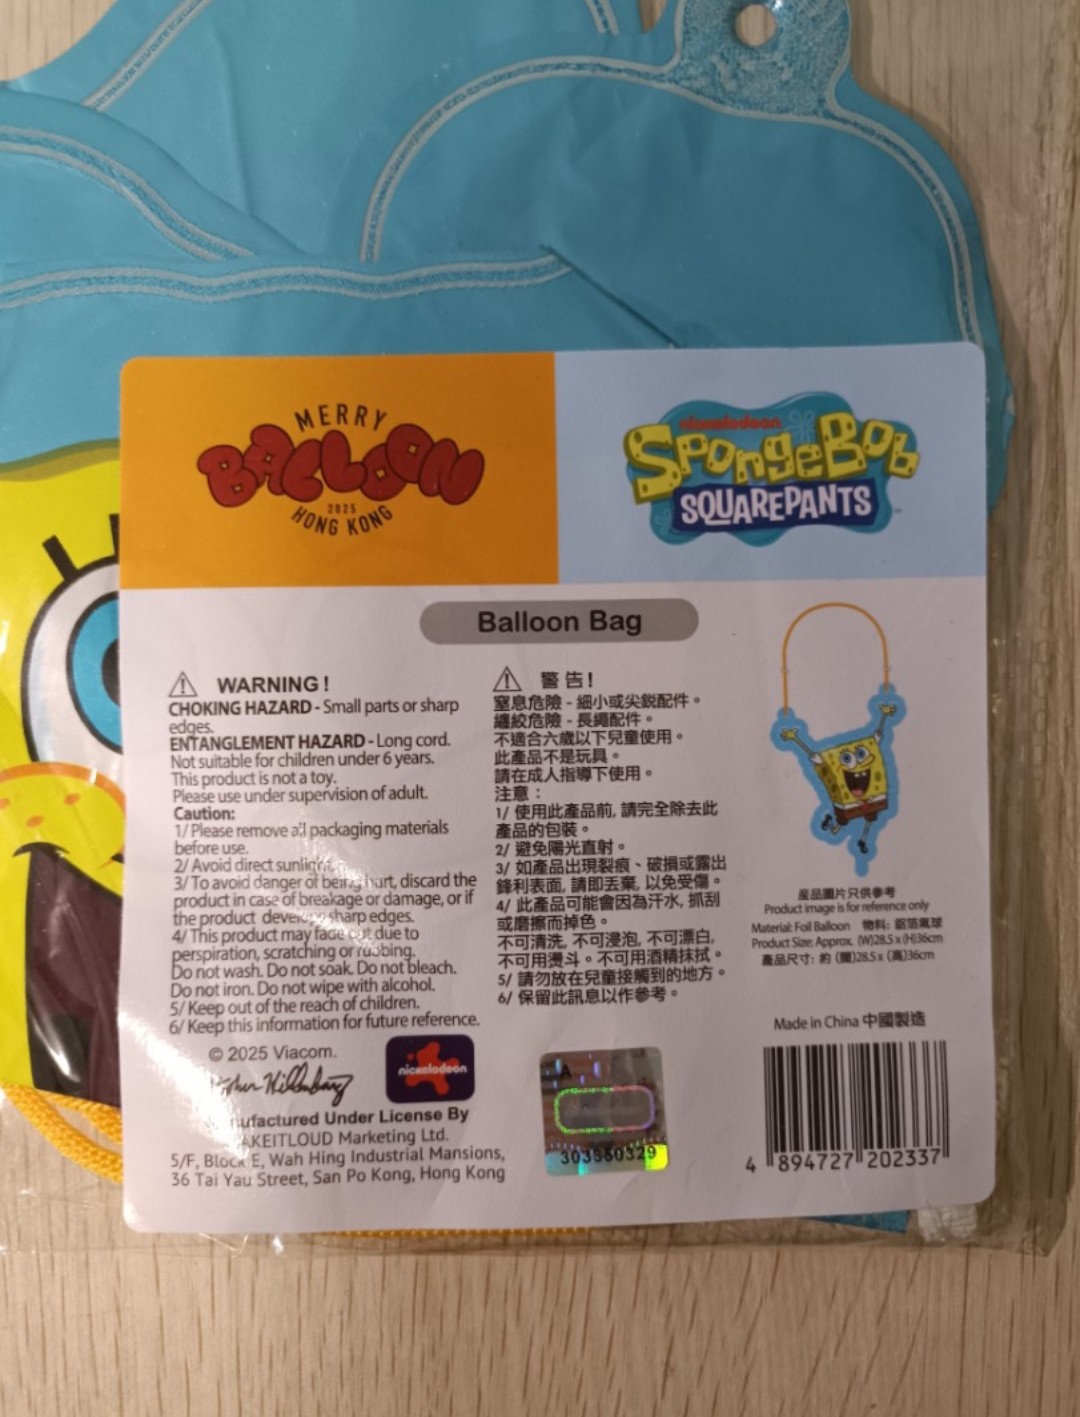 MERRY
BALLOON
2025
HONG KONG
nickelodeon
SPONGEBOB
SQUAREPANTS
Balloon Bag
WARNING!
CHOKING HAZARD - Small parts or sharp
edges.
ENTANGLEMENT HAZARD - Long cord.
Not suitable for children under 6 years.
This product is not a toy.
Please use under supervision of adult.
Caution:
1/ Please remove all packaging materials
before use.
2/ Avoid direct sunlight.
3/ To avoid danger of being hurt, discard the
product in case of breakage or damage, or if
the product develops sharp edges.
4/ This product may fade out due to
perspiration, scratching or rubbing.
Do not wash. Do not soak. Do not bleach.
Do not iron. Do not wipe with alcohol.
5/ Keep out of the reach of children.
6/ Keep this information for future reference.
警告!
窒息危險 - 細小或尖銳配件。
纏絞危險 - 長繩配件。
不適合六歲以下兒童使用。
此產品不是玩具。
請在成人指導下使用。
注意：
1/ 使用此產品前, 請完全除去此
產品的包裝。
2/ 避免陽光直射。
3/ 如產品出現裂痕、破損或露出
鋒利表面, 請即丟棄, 以免受傷。
4/ 此產品可能會因為汗水, 抓刮
或磨擦而掉色。
不可清洗, 不可浸泡, 不可漂白,
不可用燙斗。不可用酒精抹拭。
5/ 請勿放在兒童接觸到的地方。
6/ 保留此訊息以作參考。
產品圖片只供參考
Product image is for reference only
Material: Foil Balloon 物料: 鋁箔氣球
Product Size: Approx. (W)28.5 x (H)36cm
產品尺寸: 約 (闊)28.5 x (高)36cm
Made in China 中國製造
© 2025 Viacom.
Hillenburg
nickelodeon
Under License By
Marketing Ltd.
5/F, Block E, Wah Hing Industrial Mansions,
36 Tai Yau Street, San Po Kong, Hong Kong
A
303360329
4 894727 202337